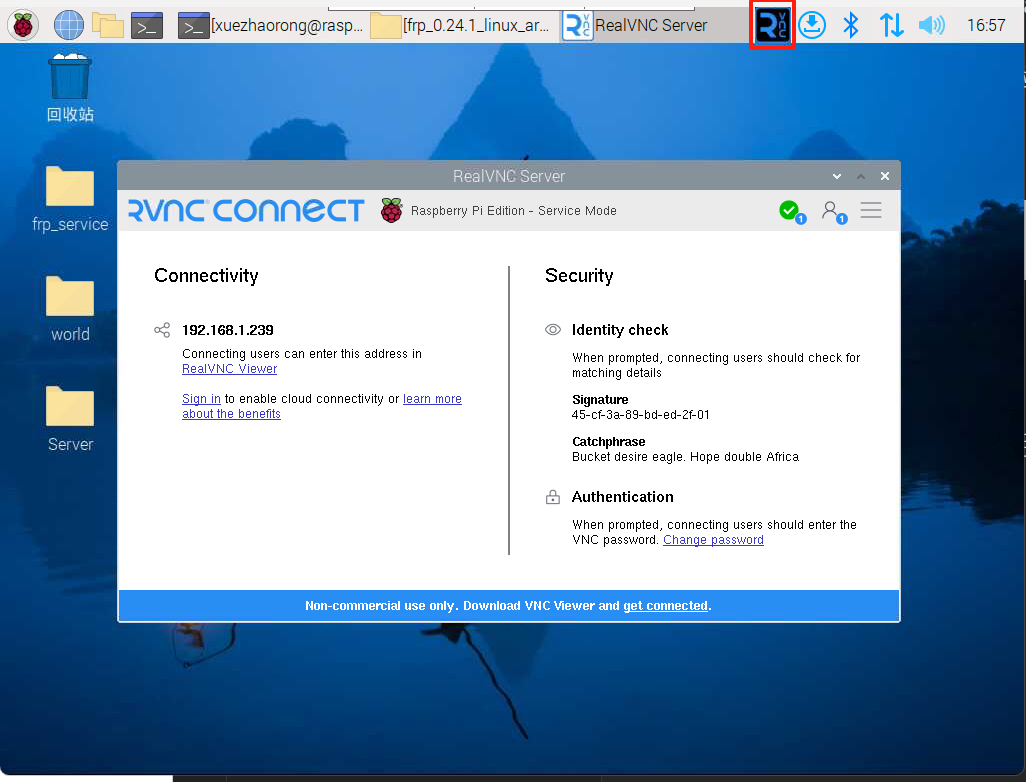 [xuezhaorong@rasp...
[frp_0.24.1_linux_ar...
RealVNC Server
16:57
回收站
frp_service
world
Server
RealVNC Server
RVNC CONNECT
Raspberry Pi Edition - Service Mode
1
1
Connectivity
192.168.1.239
Connecting users can enter this address in
RealVNC Viewer
Sign in to enable cloud connectivity or learn more
about the benefits
Security
Identity check
When prompted, connecting users should check for
matching details
Signature
45-cf-3a-89-bd-ed-2f-01
Catchphrase
Bucket desire eagle. Hope double Africa
Authentication
When prompted, connecting users should enter the
VNC password. Change password
Non-commercial use only. Download VNC Viewer and get connected.